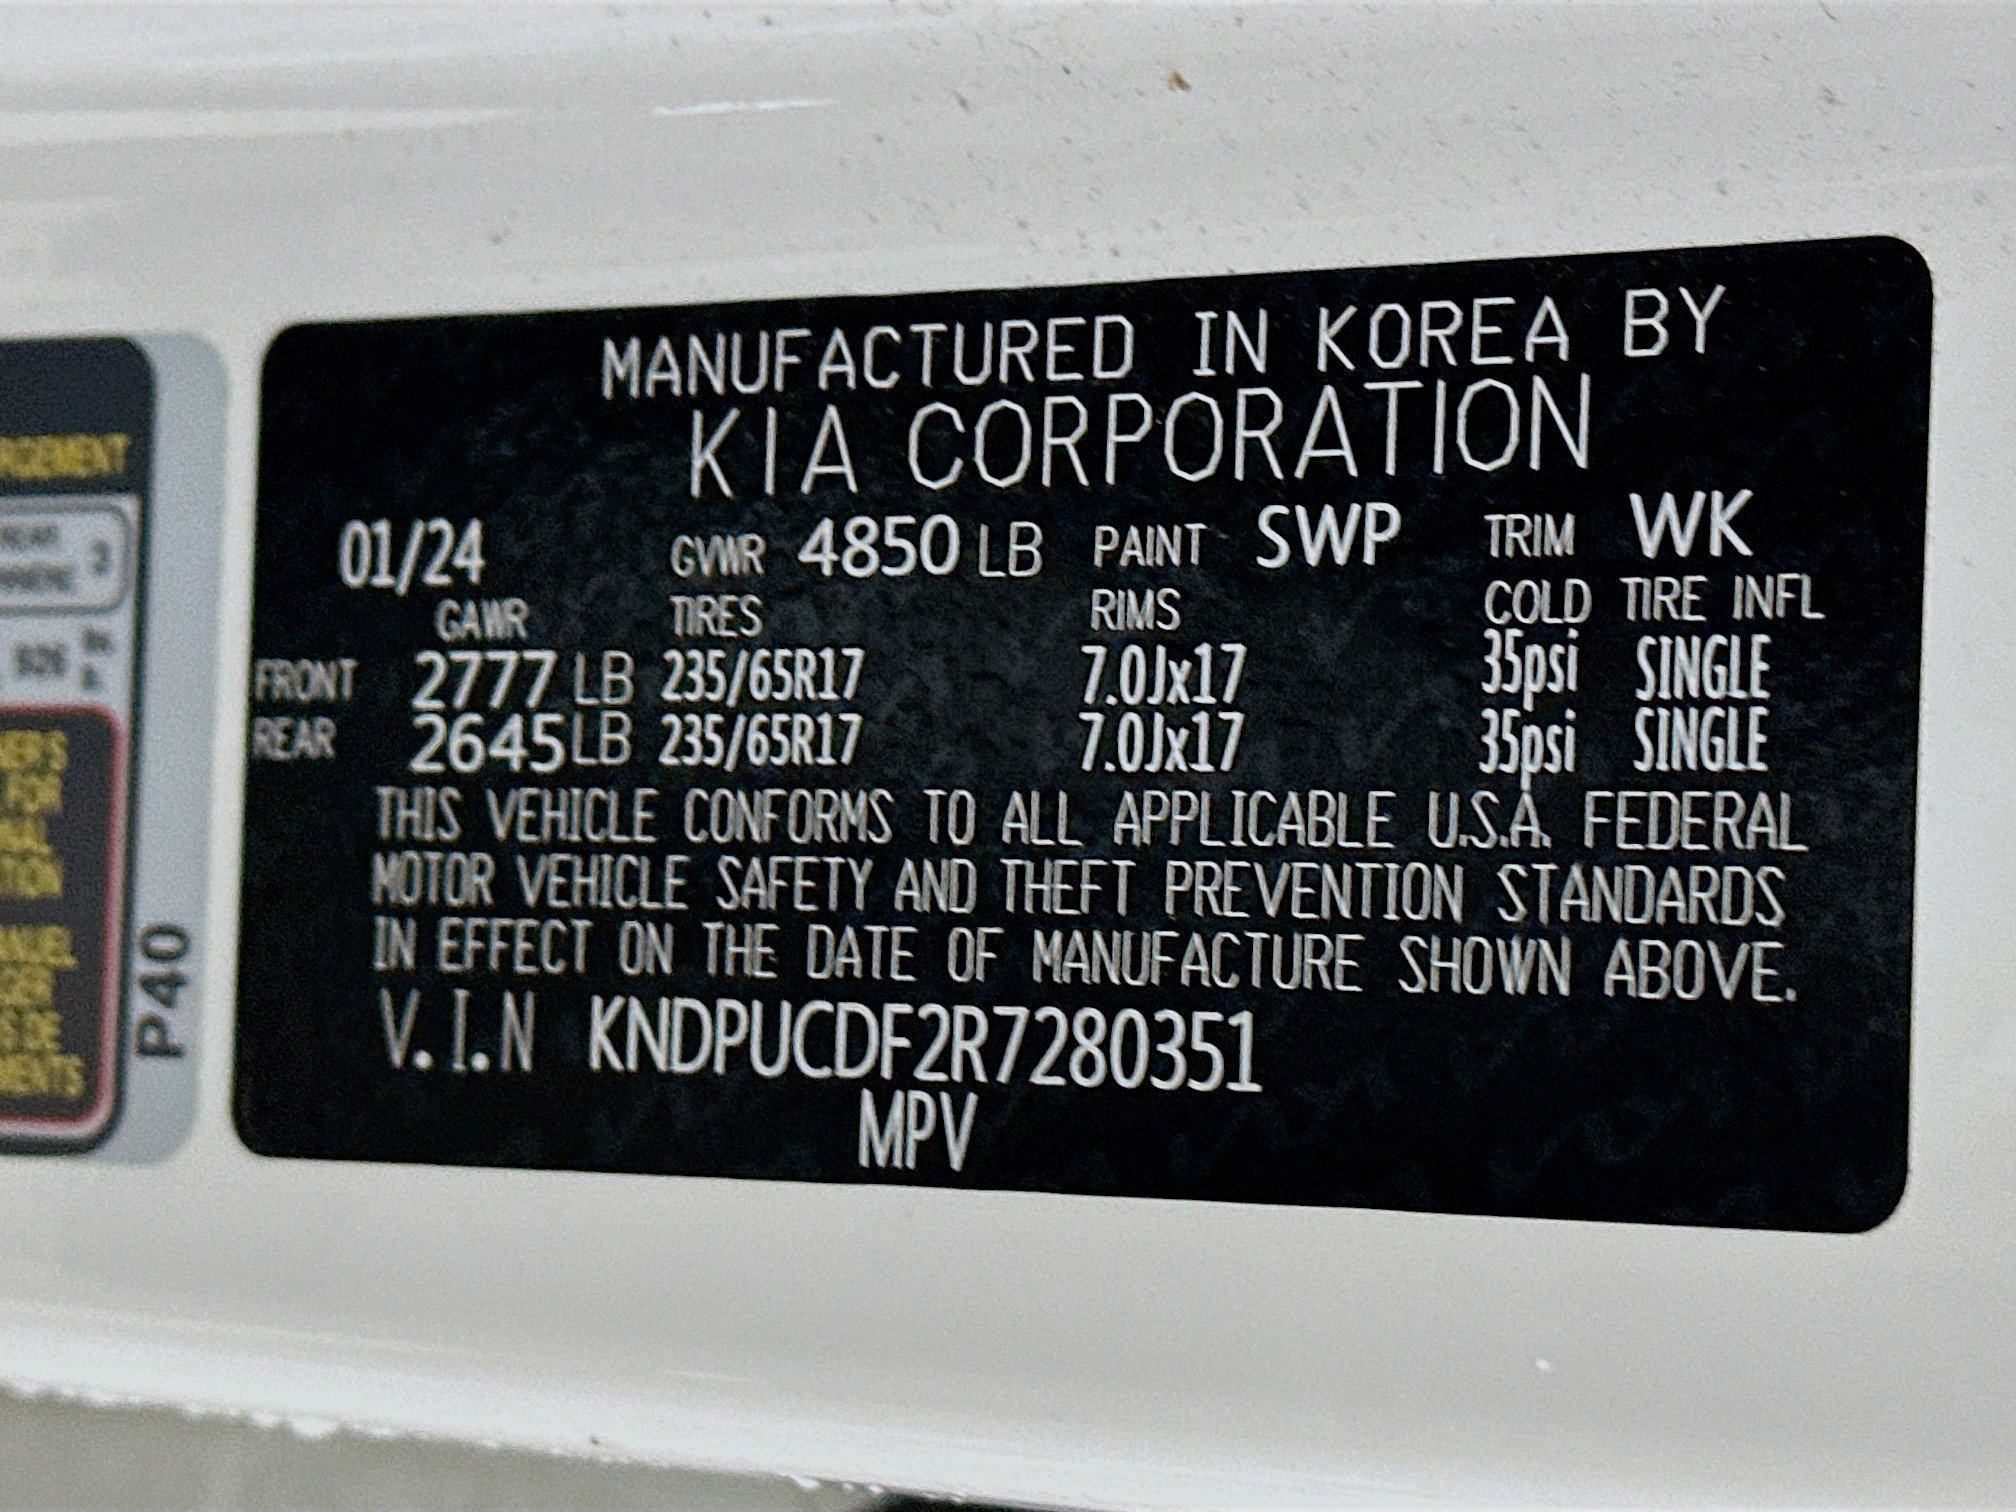 MANUFACTURED IN KOREA BY
KIA CORPORATION
01/24 GVWR 4850 LB PAINT SWP TRIM WK
GAWR TIRES RIMS COLD TIRE INFL
FRONT 2777 LB 235/65R17 7.0Jx17 35psi SINGLE
REAR 2645 LB 235/65R17 7.0Jx17 35psi SINGLE
THIS VEHICLE CONFORMS TO ALL APPLICABLE U.S.A. FEDERAL
MOTOR VEHICLE SAFETY AND THEFT PREVENTION STANDARDS
IN EFFECT ON THE DATE OF MANUFACTURE SHOWN ABOVE.
V.I.N KNDPUCDF2R7280351
MPV
P40